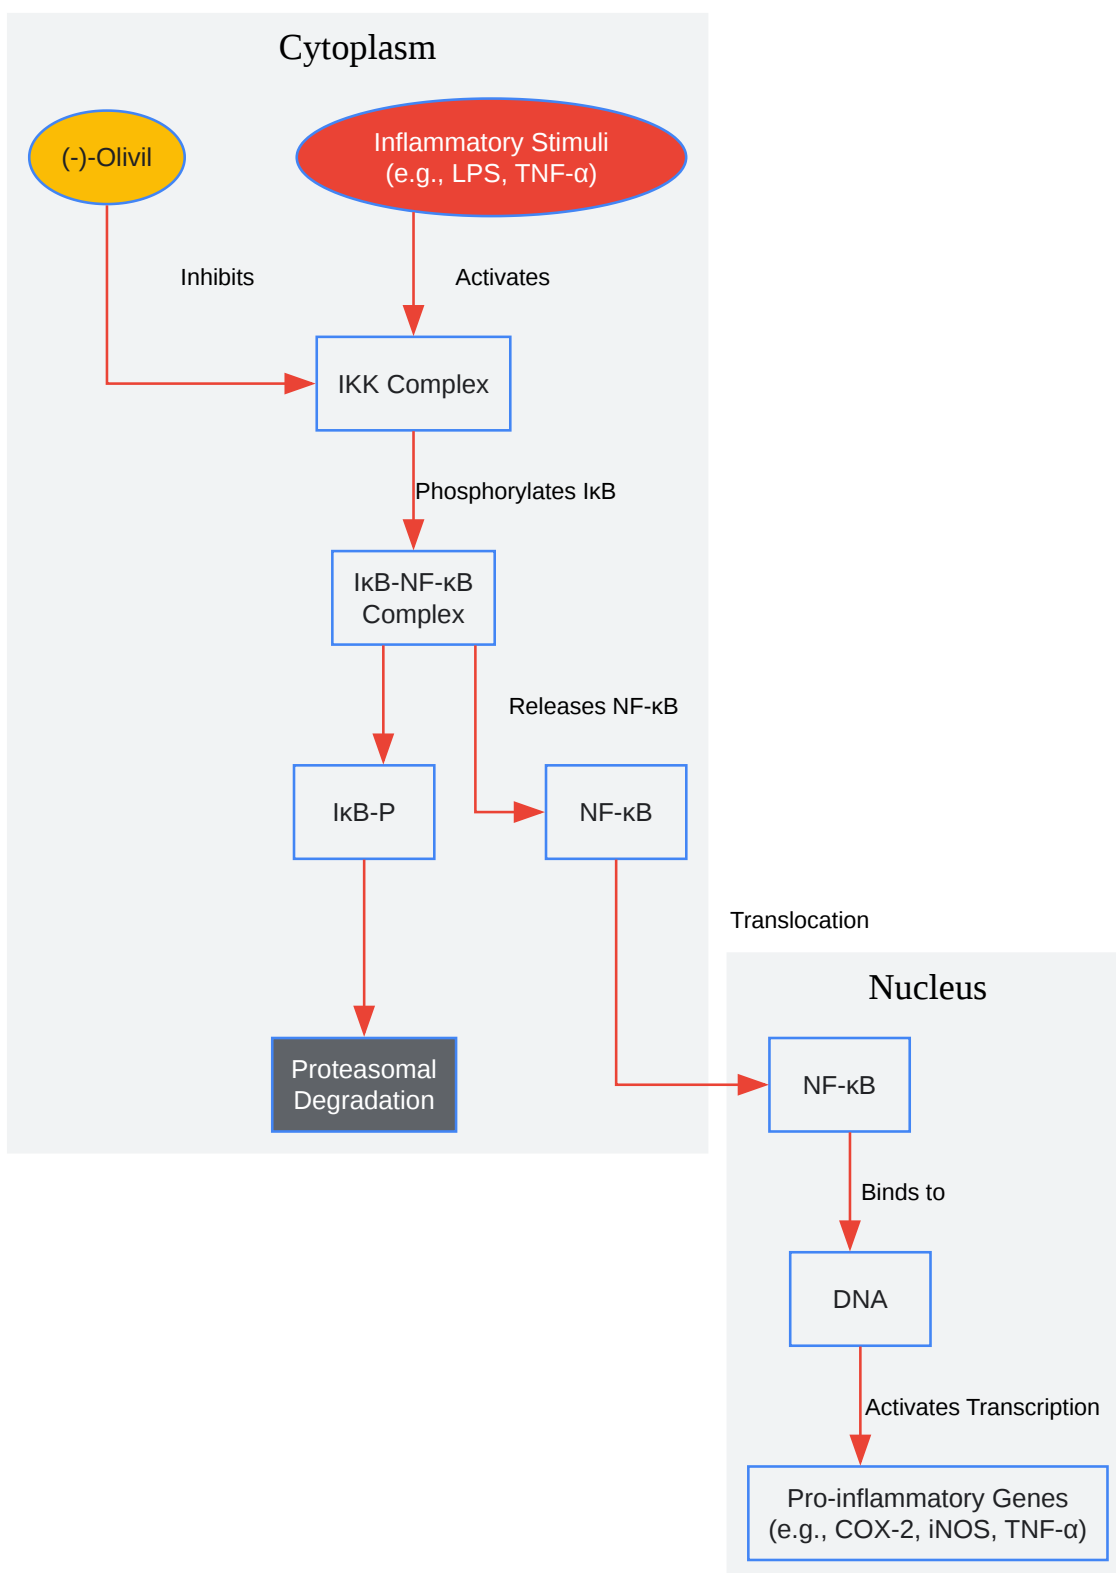 Cytoplasm
(-)-Olivil
Inflammatory Stimuli
(e.g., LPS, TNF-α)
Inhibits
Activates
IKK Complex
Phosphorylates IκB
IκB-NF-κB
Complex
Releases NF-κB
IκB-P
NF-κB
Translocation
Nucleus
Proteasomal
Degradation
NF-κB
Binds to
DNA
Activates Transcription
Pro-inflammatory Genes
(e.g., COX-2, iNOS, TNF-α)